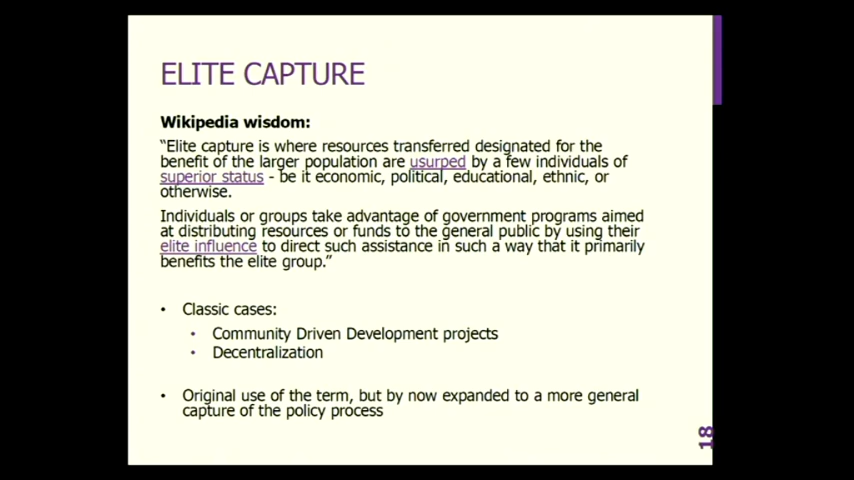 ELITE CAPTURE
Wikipedia wisdom:
“Elite capture is where resources transferred designated for the
benefit of the larger population are usurped by a few individuals of
superior status - be it economic, political, educational, ethnic, or
otherwise.
Individuals or groups take advantage of government programs aimed
at distributing resources or funds to the general public by using their
elite influence to direct such assistance in such a way that it primarily
benefits the elite group.”
• Classic cases:
• Community Driven Development projects
• Decentralization
• Original use of the term, but by now expanded to a more general
capture of the policy process
18